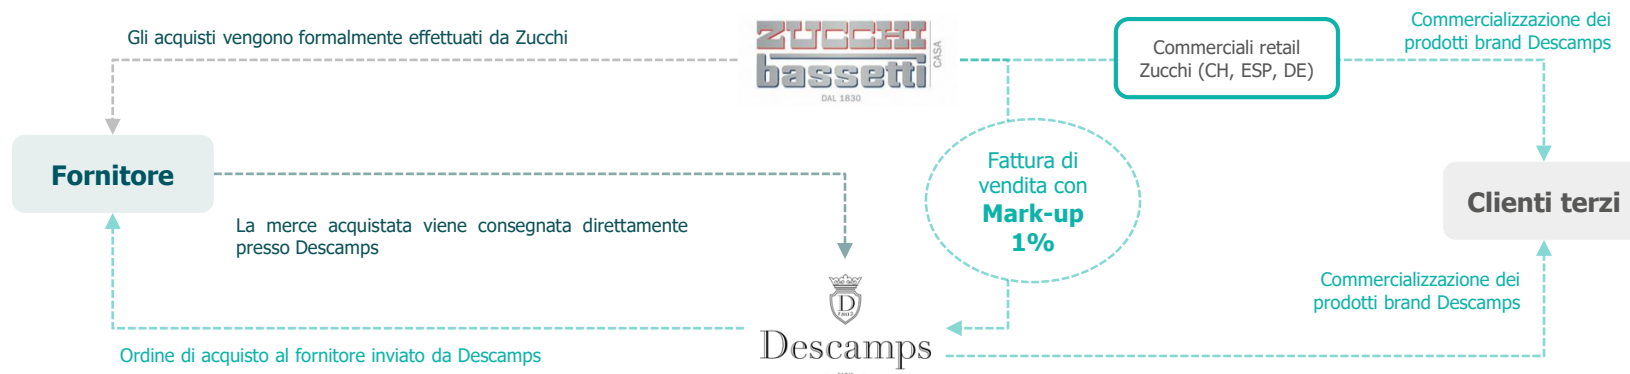 Gli acquisti vengono formalmente effettuati da Zucchi
ZUCCHI
bassetti
CASA
DAL 1830
Commerciali retail
Zucchi (CH, ESP, DE)
Commercializzazione dei
prodotti brand Descamps
Fornitore
Fattura di
vendita con
Mark-up
1%
Clienti terzi
La merce acquistata viene consegnata direttamente
presso Descamps
Commercializzazione dei
prodotti brand Descamps
D
1802
Descamps
Ordine di acquisto al fornitore inviato da Descamps